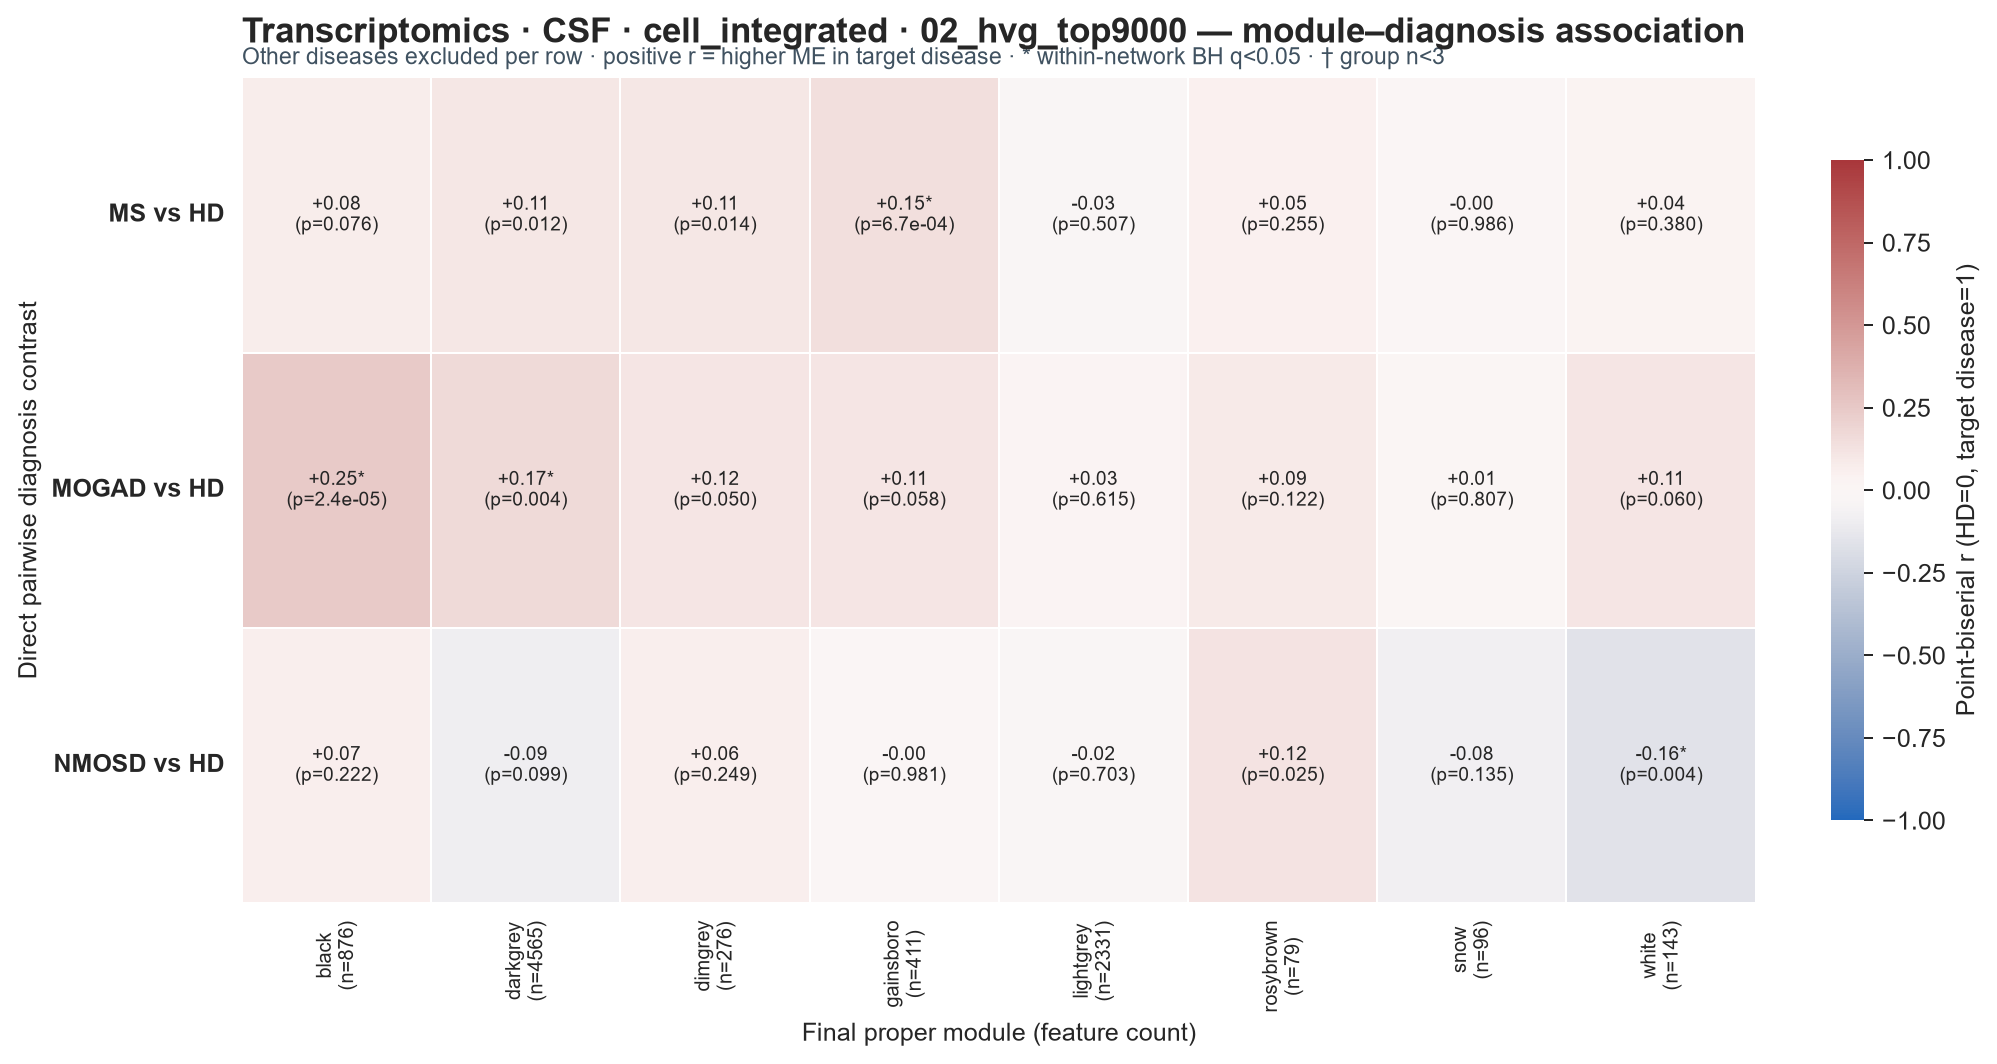 Transcriptomics · CSF · cell_integrated · 02_hvg_top9000 — module–diagnosis association
Other diseases excluded per row · positive r = higher ME in target disease · * within-network BH q<0.05 · † group n<3
Direct pairwise diagnosis contrast
MS vs HD
+0.08
(p=0.076)
+0.11
(p=0.012)
+0.11
(p=0.014)
+0.15*
(p=6.7e-04)
-0.03
(p=0.507)
+0.05
(p=0.255)
-0.00
(p=0.986)
+0.04
(p=0.380)
MOGAD vs HD
+0.25*
(p=2.4e-05)
+0.17*
(p=0.004)
+0.12
(p=0.050)
+0.11
(p=0.058)
+0.03
(p=0.615)
+0.09
(p=0.122)
+0.01
(p=0.807)
+0.11
(p=0.060)
NMOSD vs HD
+0.07
(p=0.222)
-0.09
(p=0.099)
+0.06
(p=0.249)
-0.00
(p=0.981)
-0.02
(p=0.703)
+0.12
(p=0.025)
-0.08
(p=0.135)
-0.16*
(p=0.004)
black
(n=876)
darkgrey
(n=4565)
dimgrey
(n=276)
gainsboro
(n=411)
lightgrey
(n=2331)
rosybrown
(n=79)
snow
(n=96)
white
(n=143)
Final proper module (feature count)
1.00
0.75
0.50
0.25
0.00
−0.25
−0.50
−0.75
−1.00
Point-biserial r (HD=0, target disease=1)